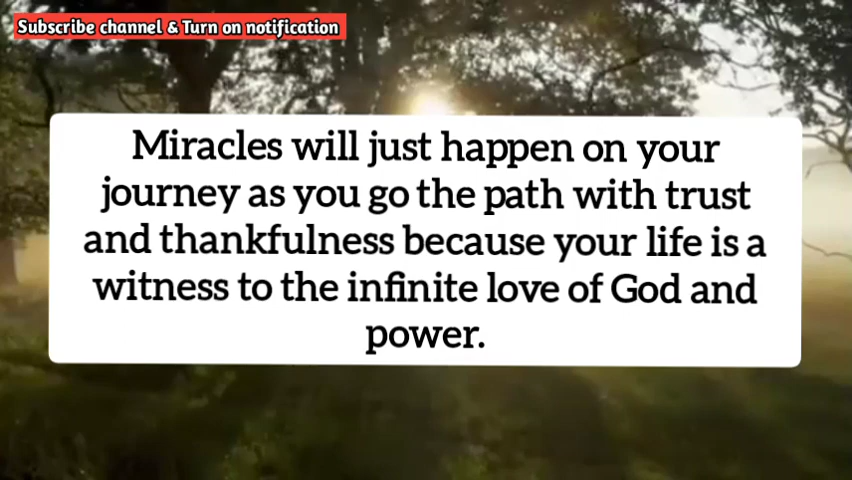 Subscribe channel & Turn on notification
Miracles will just happen on your
journey as you go the path with trust
and thankfulness because your life is a
witness to the infinite love of God and
power.